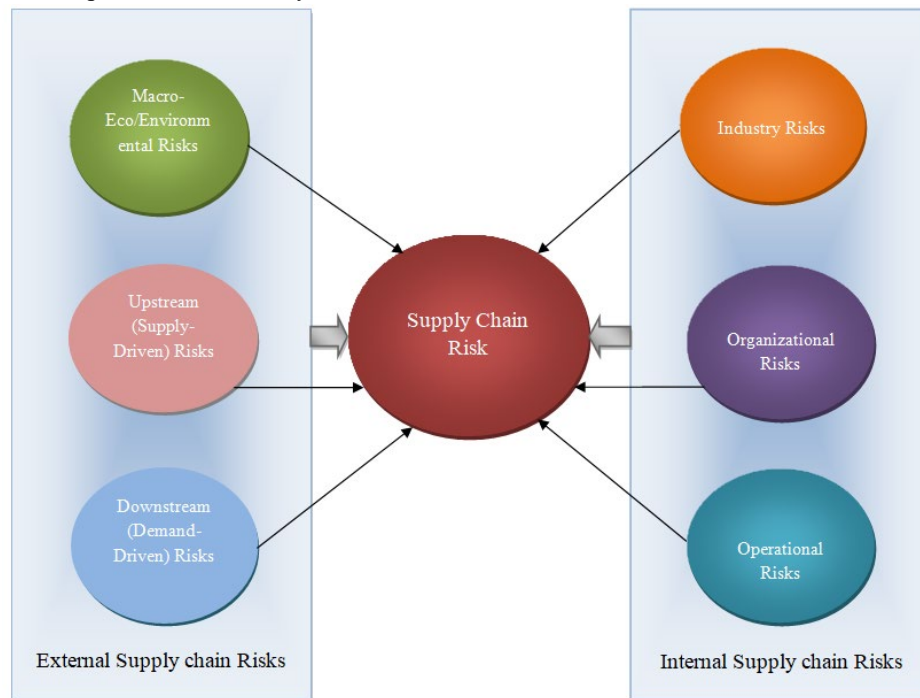 Macro-
Eco/Environm
ental Risks
Upstream
(Supply-
Driven) Risks
Downstream
(Demand-
Driven) Risks
External Supply chain Risks
Supply Chain
Risk
Industry Risks
Organizational
Risks
Operational
Risks
Internal Supply chain Risks